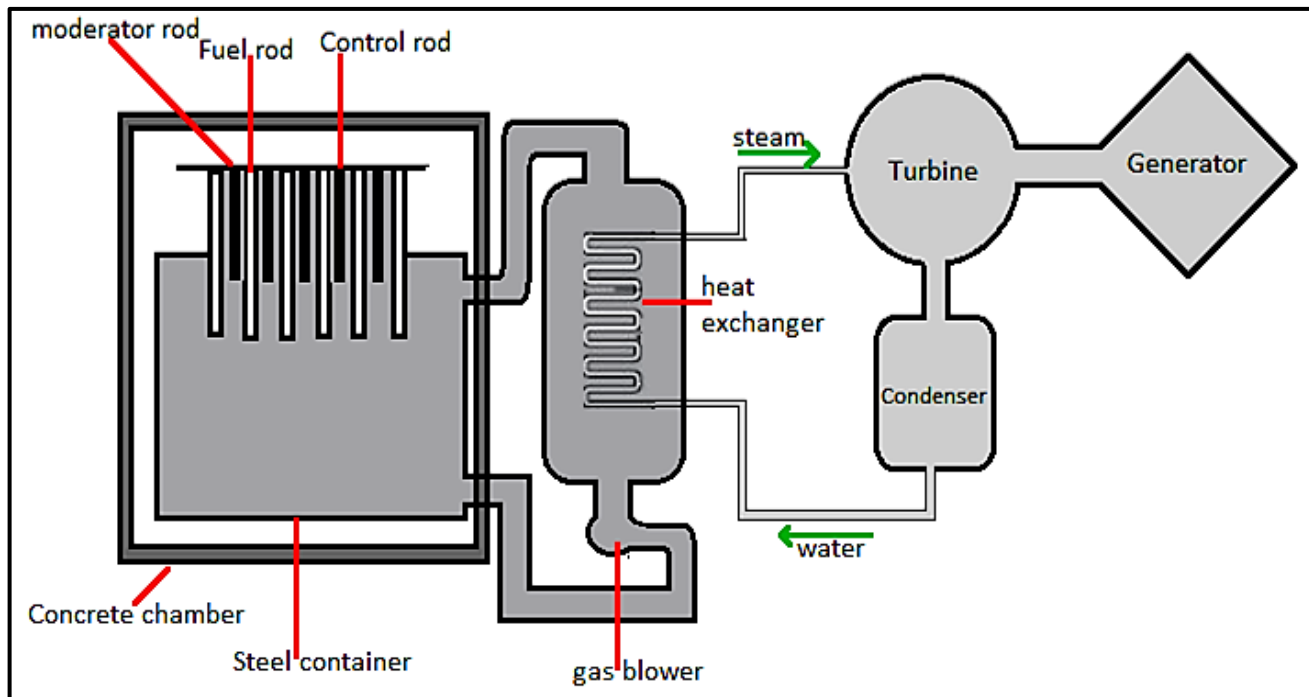 moderator rod
Fuel rod
Control rod
steam
Turbine
Generator
heat
exchanger
Condenser
water
Concrete chamber
Steel container
gas blower